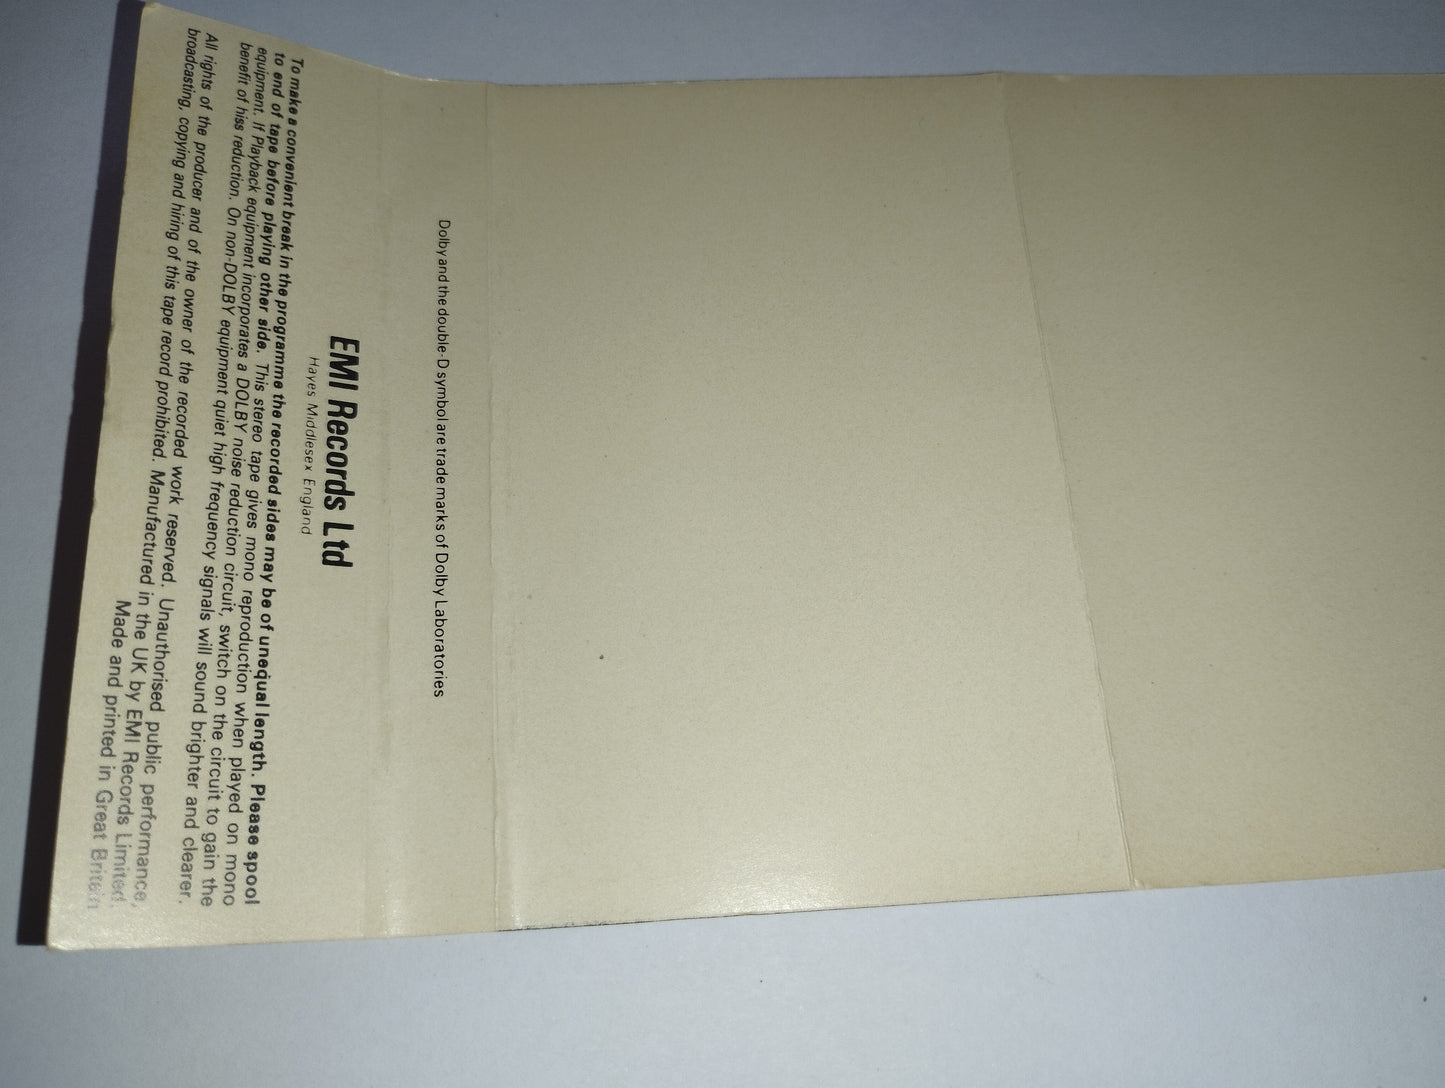 Dolby and the double-D symbol are trade marks of Dolby Laboratories
EMI Records Ltd
Hayes Middlesex England
To make a convenient break in the programme the recorded sides may be of unequal length. Please spool
to end of tape before playing other side. This stereo tape gives mono reproduction when played on mono
equipment. If Playback equipment incorporates a DOLBY noise reduction circuit, switch on the circuit to gain the
benefit of hiss reduction. On non-DOLBY equipment quiet high frequency signals will sound brighter and clearer.
All rights of the producer and of the owner of the recorded work reserved. Unauthorised public performance,
broadcasting, copying and hiring of this tape record prohibited. Manufactured in the UK by EMI Records Limited.
Made and printed in Great Britain